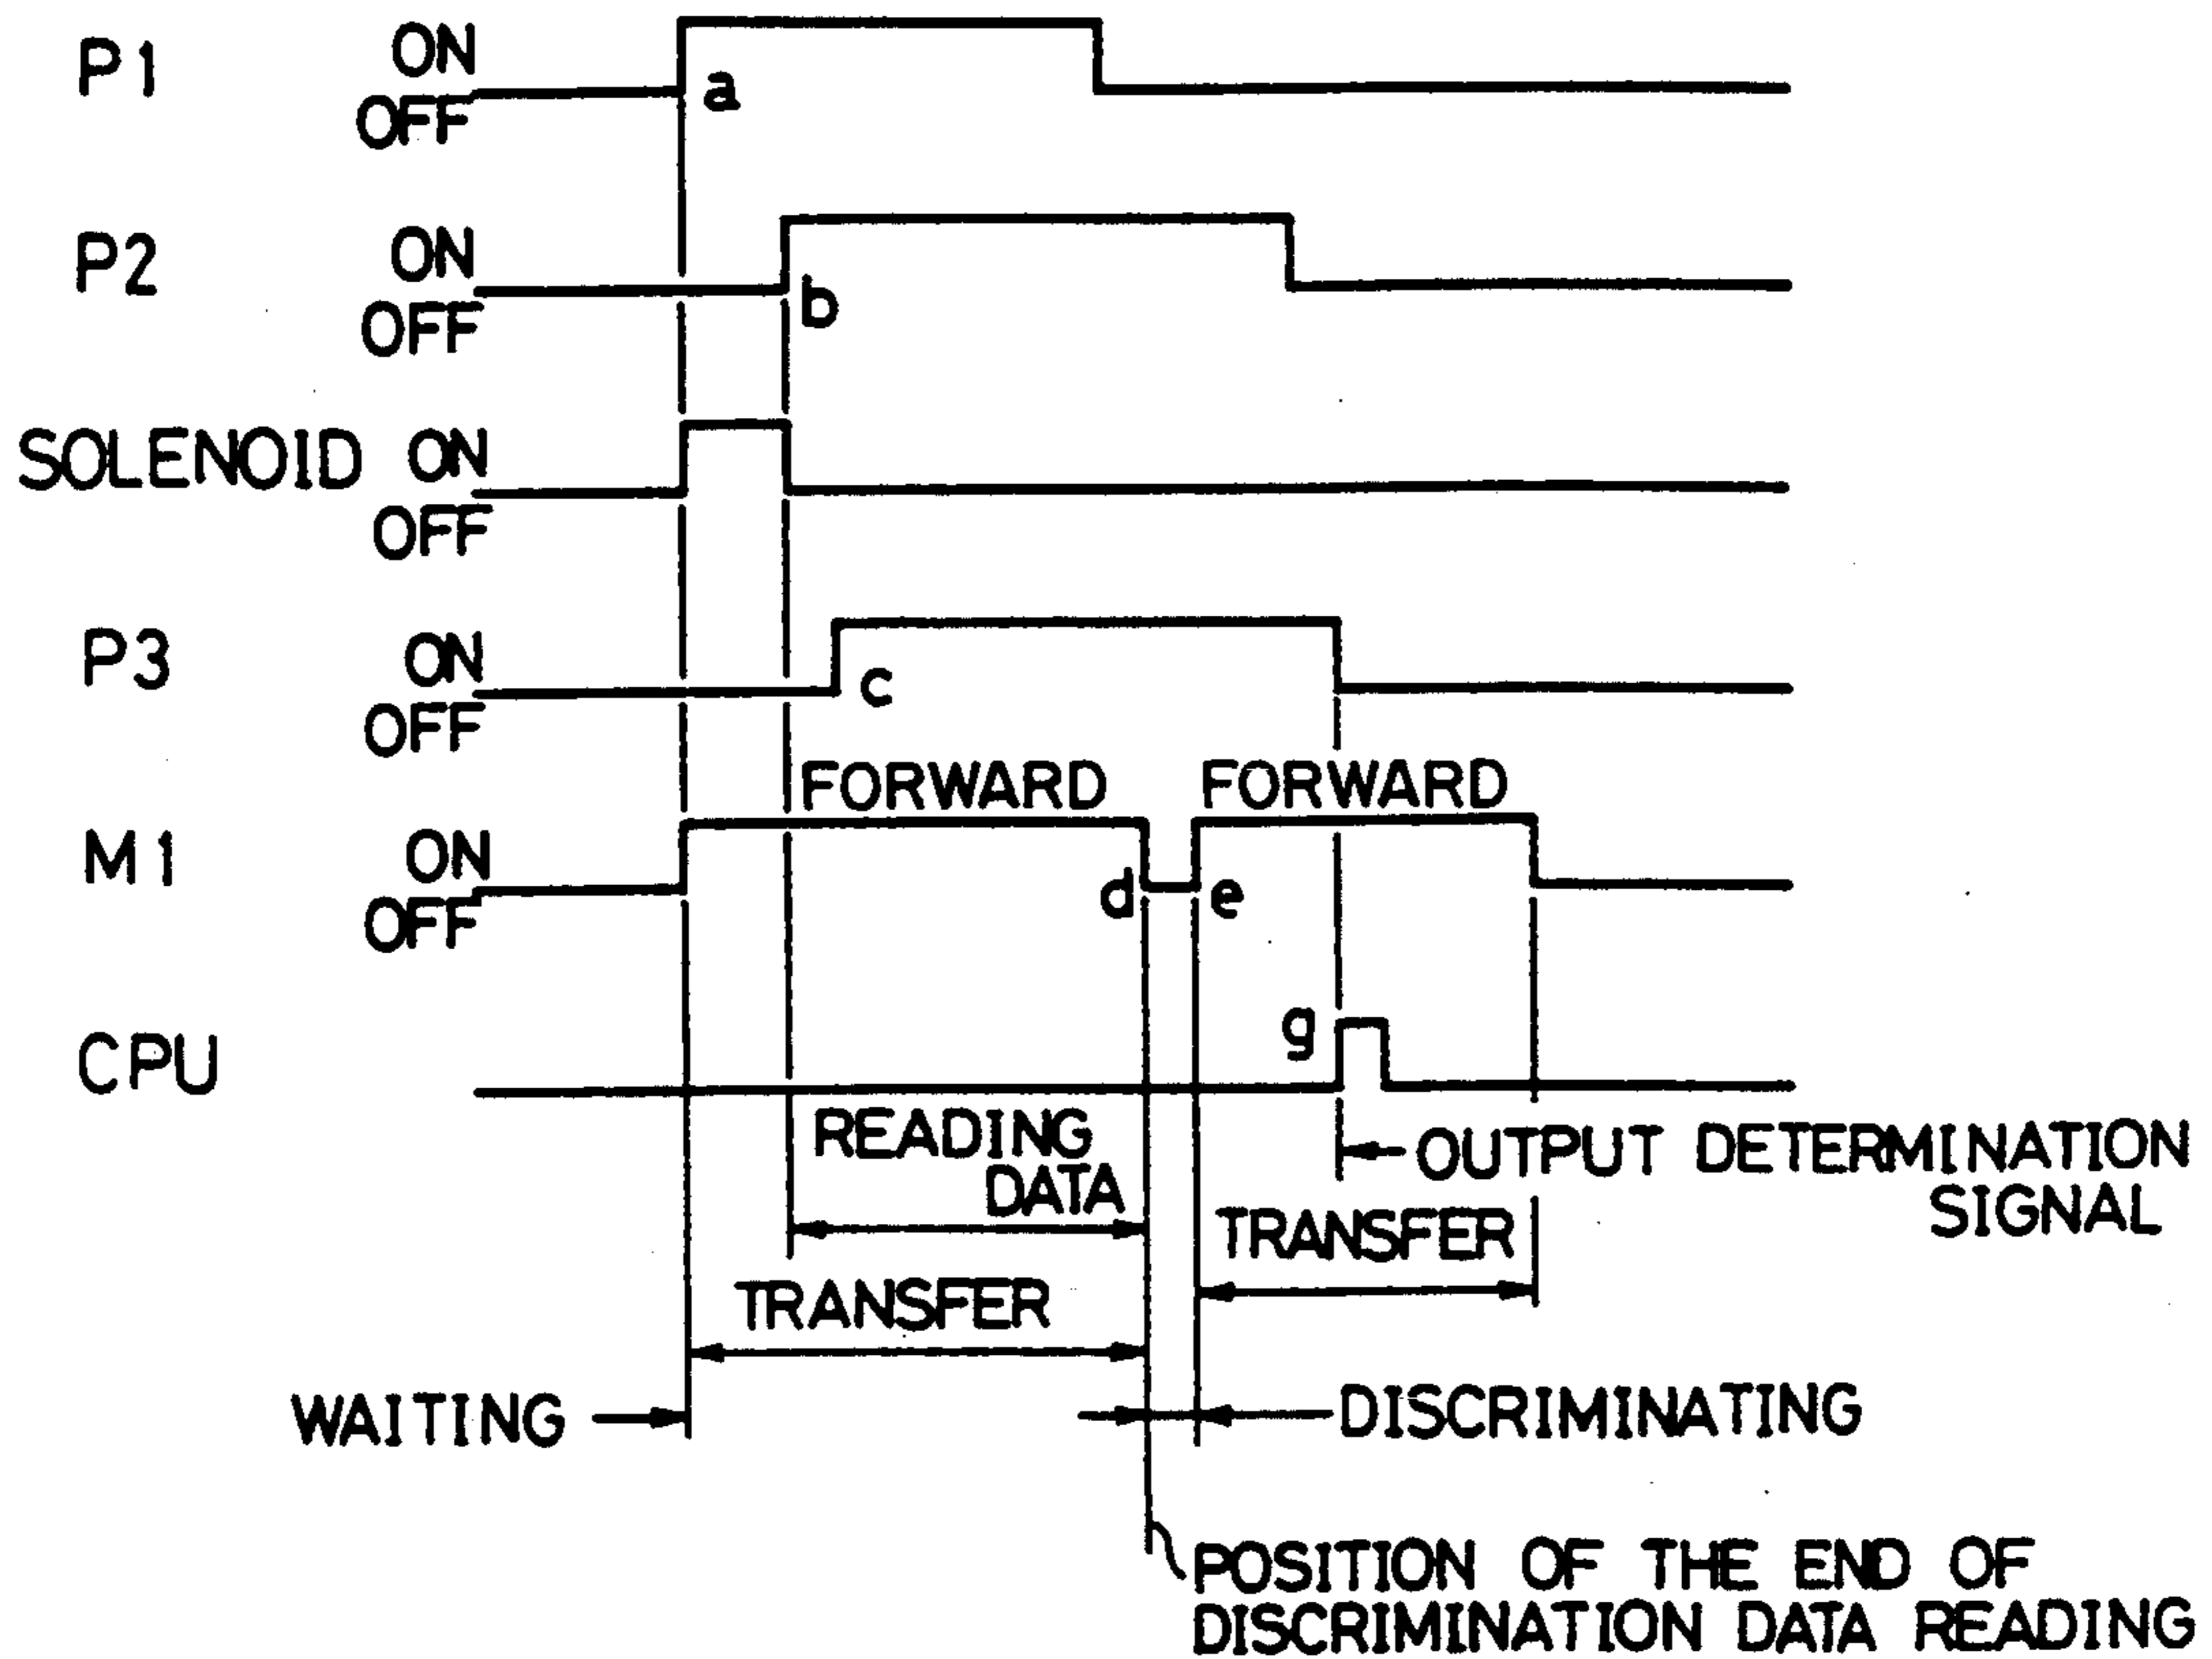 P1 ON
OFF
a
P2 ON
OFF
b
SOLENOID ON
OFF
P3 ON
OFF
c
FORWARD FORWARD
M1 ON
OFF
d e
g
CPU
READING
DATA
OUTPUT DETERMINATION
SIGNAL
TRANSFER
TRANSFER
WAITING
DISCRIMINATING
POSITION OF THE END OF
DISCRIMINATION DATA READING